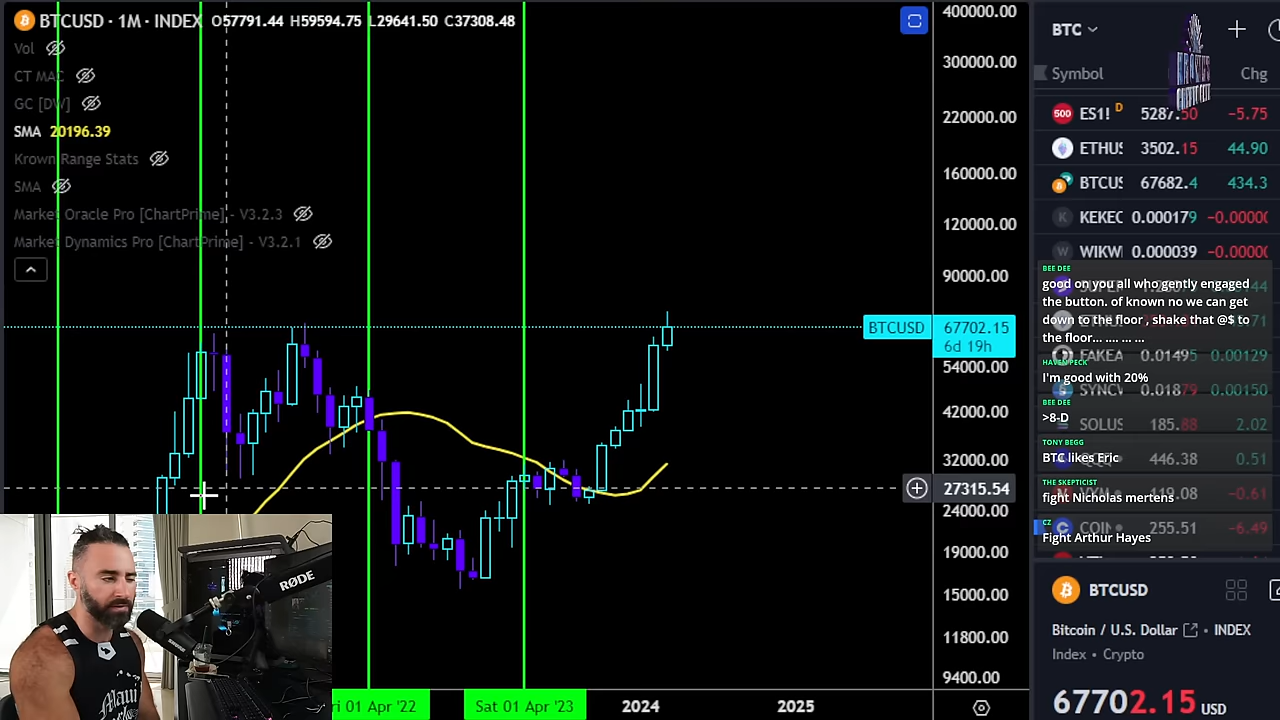 BTCUSD · 1M · INDEX O57791.44 H59594.75 L29641.50 C37308.48
Vol
CT MAC
GC [DW]
SMA 20196.39
Krown Range Stats
SMA
Market Oracle Pro [ChartPrime] - V3.2.3
Market Dynamics Pro [ChartPrime] - V3.2.1
400000.00
300000.00
220000.00
160000.00
120000.00
90000.00
BTCUSD 67702.15
6d 19h
54000.00
42000.00
32000.00
27315.54
24000.00
19000.00
15000.00
11800.00
9400.00
01 Apr '22
Sat 01 Apr '23
2024
2025
RØDE
BTC
Symbol Chg
ES1! D 5287.50 -5.75
3502.15 44.90
67682.4 434.3
0.000179 -0.0000
0.000039 -0.0000
BEE DEE
good on you all who gently engaged
the button. of known no we can get
down to the floor , shake that @$ to
the floor... .... ... ...
0.01495 0.00129
HAVEN PECK
I'm good with 20%
0.01879 0.00150
BEE DEE
>8-D
SOLUS 185.88 2.02
TONY BEGG
BTC likes Eric
446.38 0.51
THE SKEPTICIST
fight Nicholas mertens
-0.61
CZ
Fight Arthur Hayes
COIN 255.51 -6.49
BTCUSD
Bitcoin / U.S. Dollar · INDEX
Index · Crypto
67702.15 USD